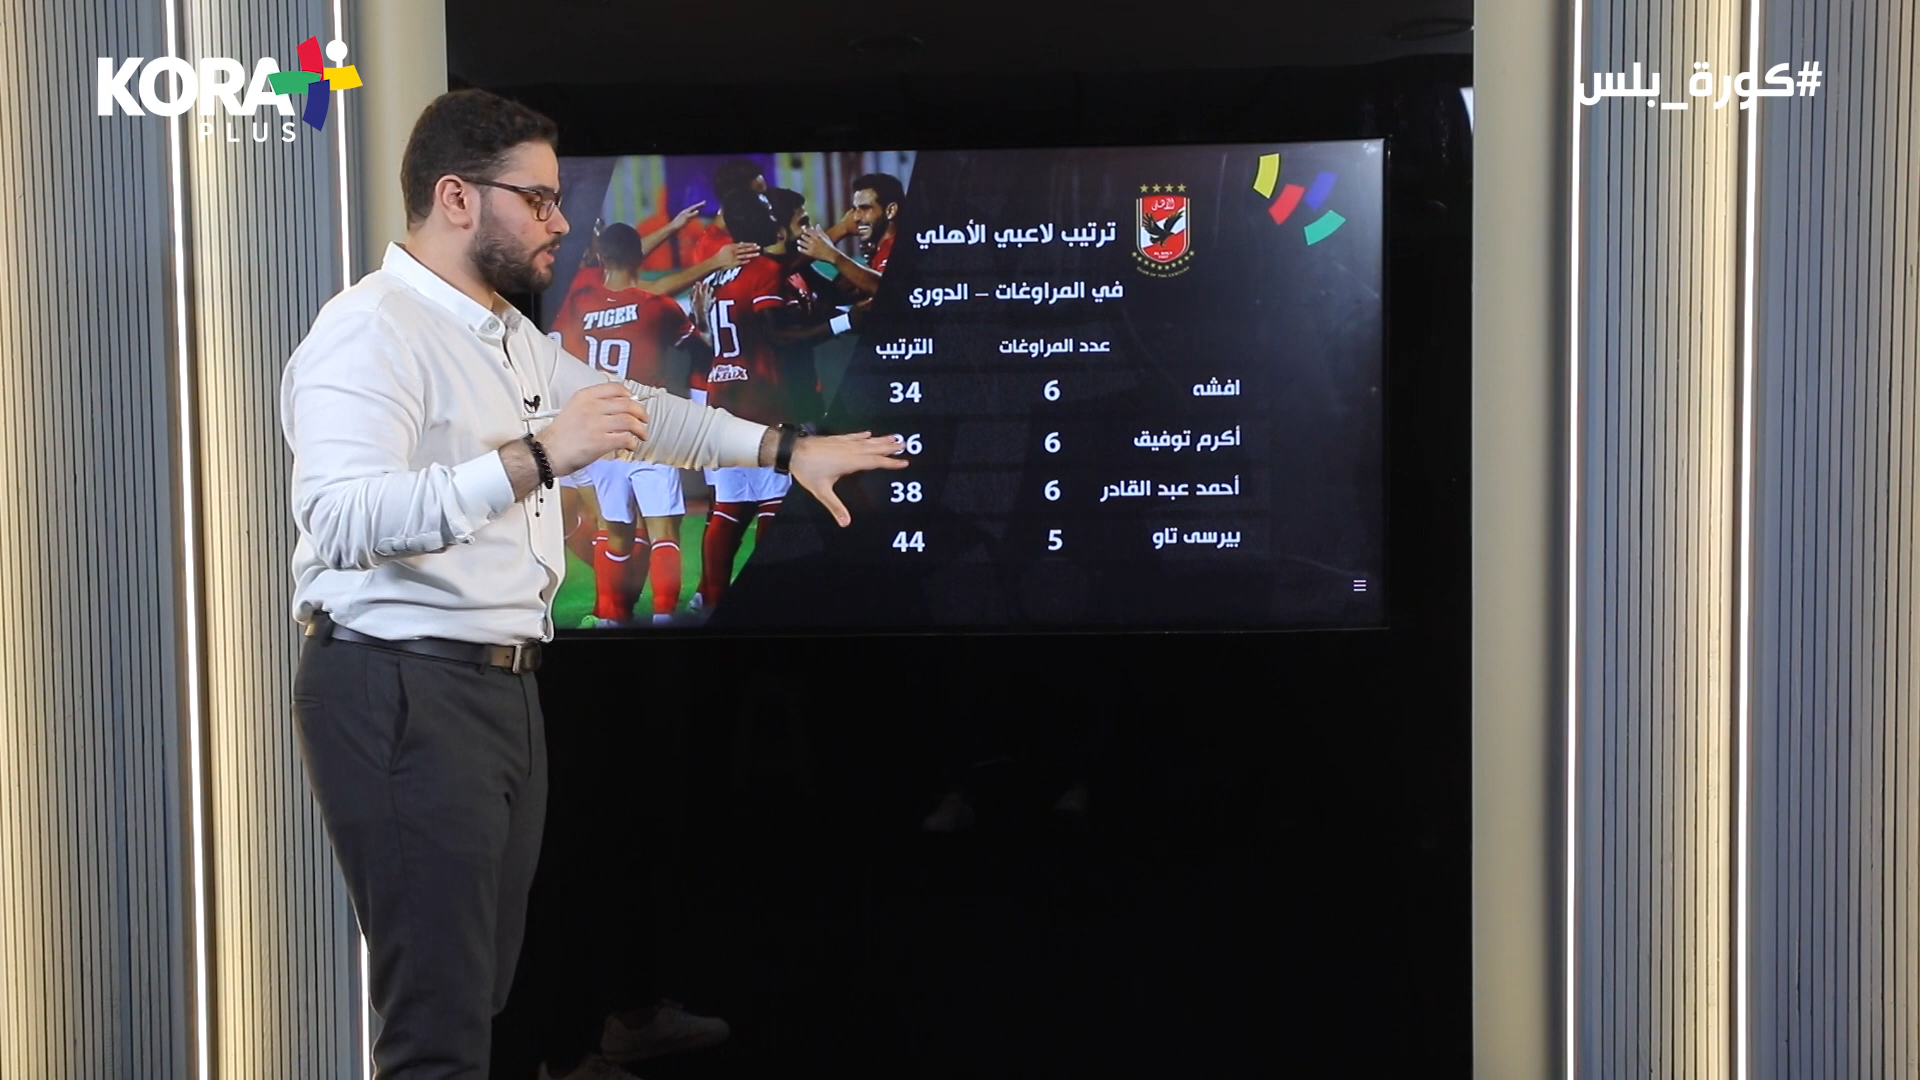 KORA
PLUS
#كورة_بلس
ترتيب لاعبي الأهلي
في المراوغات – الدوري
عدد المراوغات الترتيب
افشه 6 34
أكرم توفيق 6 36
أحمد عبد القادر 6 38
بيرسى تاو 5 44
TIGER
19
15